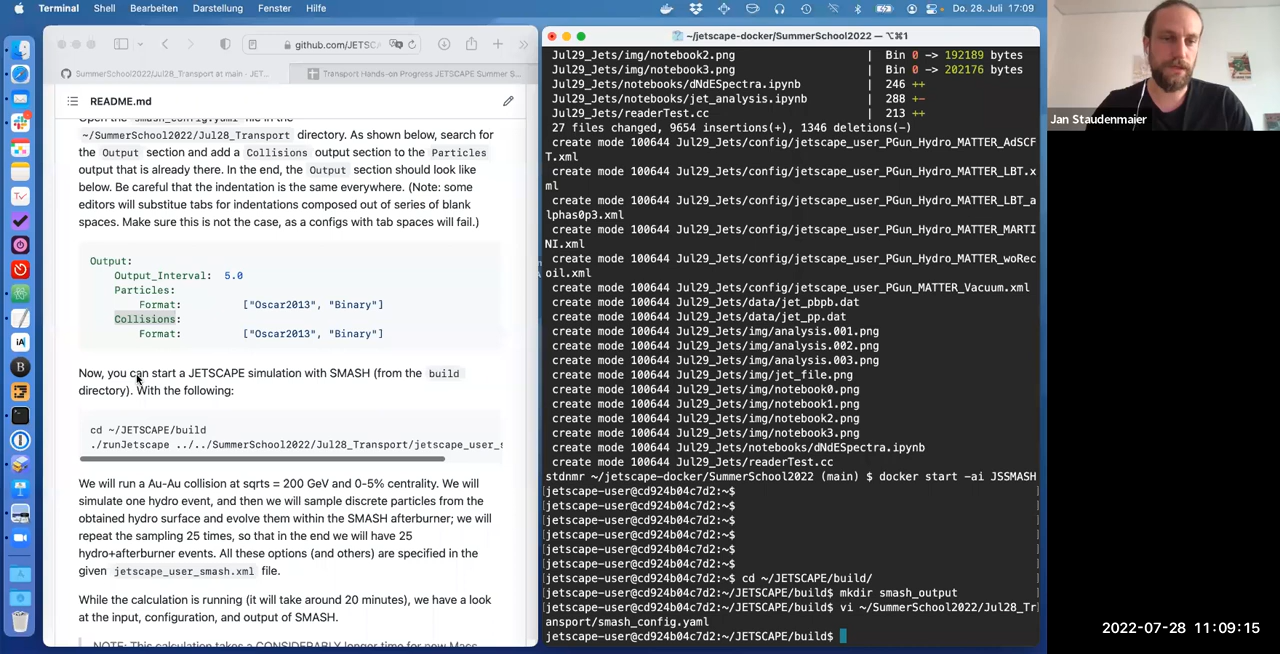 Terminal Shell Bearbeiten Darstellung Fenster Hilfe Do. 28. Juli 17:09
github.com/JETSCA
SummerSchool2022/Jul28_Transport at main · JET...
Transport Hands-on Progress JETSCAPE Summer S...
README.md
~/SummerSchool2022/Jul28_Transport directory. As shown below, search for
the Output section and add a Collisions output section to the Particles
output that is already there. In the end, the Output section should look like
below. Be careful that the indentation is the same everywhere. (Note: some
editors will substitue tabs for indentations composed out of series of blank
spaces. Make sure this is not the case, as a configs with tab spaces will fail.)
Output:
Output_Interval: 5.0
Particles:
Format: ["Oscar2013", "Binary"]
Collisions:
Format: ["Oscar2013", "Binary"]
Now, you can start a JETSCAPE simulation with SMASH (from the build
directory). With the following:
cd ~/JETSCAPE/build
./runJetscape ../../SummerSchool2022/Jul28_Transport/jetscape_user_s
We will run a Au-Au collision at sqrts = 200 GeV and 0-5% centrality. We will
simulate one hydro event, and then we will sample discrete particles from the
obtained hydro surface and evolve them within the SMASH afterburner; we will
repeat the sampling 25 times, so that in the end we will have 25
hydro+afterburner events. All these options (and others) are specified in the
given jetscape_user_smash.xml file.
While the calculation is running (it will take around 20 minutes), we have a look
at the input, configuration, and output of SMASH.
NOTE: This calculation takes a CONSIDERABLY longer time for new Macs
~/jetscape-docker/SummerSchool2022 — ⌥⌘1
Jul29_Jets/img/notebook2.png | Bin 0 -> 192189 bytes
Jul29_Jets/img/notebook3.png | Bin 0 -> 202176 bytes
Jul29_Jets/notebooks/dNdESpectra.ipynb | 246 ++
Jul29_Jets/notebooks/jet_analysis.ipynb | 288 +-
Jul29_Jets/readerTest.cc | 213 ++
27 files changed, 9654 insertions(+), 1346 deletions(-)
create mode 100644 Jul29_Jets/config/jetscape_user_PGun_Hydro_MATTER_AdSCF
T.xml
create mode 100644 Jul29_Jets/config/jetscape_user_PGun_Hydro_MATTER_LBT.x
ml
create mode 100644 Jul29_Jets/config/jetscape_user_PGun_Hydro_MATTER_LBT_a
lphas0p3.xml
create mode 100644 Jul29_Jets/config/jetscape_user_PGun_Hydro_MATTER_MARTI
NI.xml
create mode 100644 Jul29_Jets/config/jetscape_user_PGun_Hydro_MATTER_woRec
oil.xml
create mode 100644 Jul29_Jets/config/jetscape_user_PGun_MATTER_Vacuum.xml
create mode 100644 Jul29_Jets/data/jet_pbpb.dat
create mode 100644 Jul29_Jets/data/jet_pp.dat
create mode 100644 Jul29_Jets/img/analysis.001.png
create mode 100644 Jul29_Jets/img/analysis.002.png
create mode 100644 Jul29_Jets/img/analysis.003.png
create mode 100644 Jul29_Jets/img/jet_file.png
create mode 100644 Jul29_Jets/img/notebook0.png
create mode 100644 Jul29_Jets/img/notebook1.png
create mode 100644 Jul29_Jets/img/notebook2.png
create mode 100644 Jul29_Jets/img/notebook3.png
create mode 100644 Jul29_Jets/notebooks/dNdESpectra.ipynb
create mode 100644 Jul29_Jets/readerTest.cc
stdnmr ~/jetscape-docker/SummerSchool2022 (main) $ docker start -ai JSSMASH
[jetscape-user@cd924b04c7d2:~$ ]
[jetscape-user@cd924b04c7d2:~$ ]
[jetscape-user@cd924b04c7d2:~$ ]
[jetscape-user@cd924b04c7d2:~$ ]
[jetscape-user@cd924b04c7d2:~$ ]
[jetscape-user@cd924b04c7d2:~$ ]
[jetscape-user@cd924b04c7d2:~$ cd ~/JETSCAPE/build/ ]
[jetscape-user@cd924b04c7d2:~/JETSCAPE/build$ mkdir smash_output ]
[jetscape-user@cd924b04c7d2:~/JETSCAPE/build$ vi ~/SummerSchool2022/Jul28_Tr]
ansport/smash_config.yaml
jetscape-user@cd924b04c7d2:~/JETSCAPE/build$
Jan Staudenmaier
2022-07-28 11:09:15